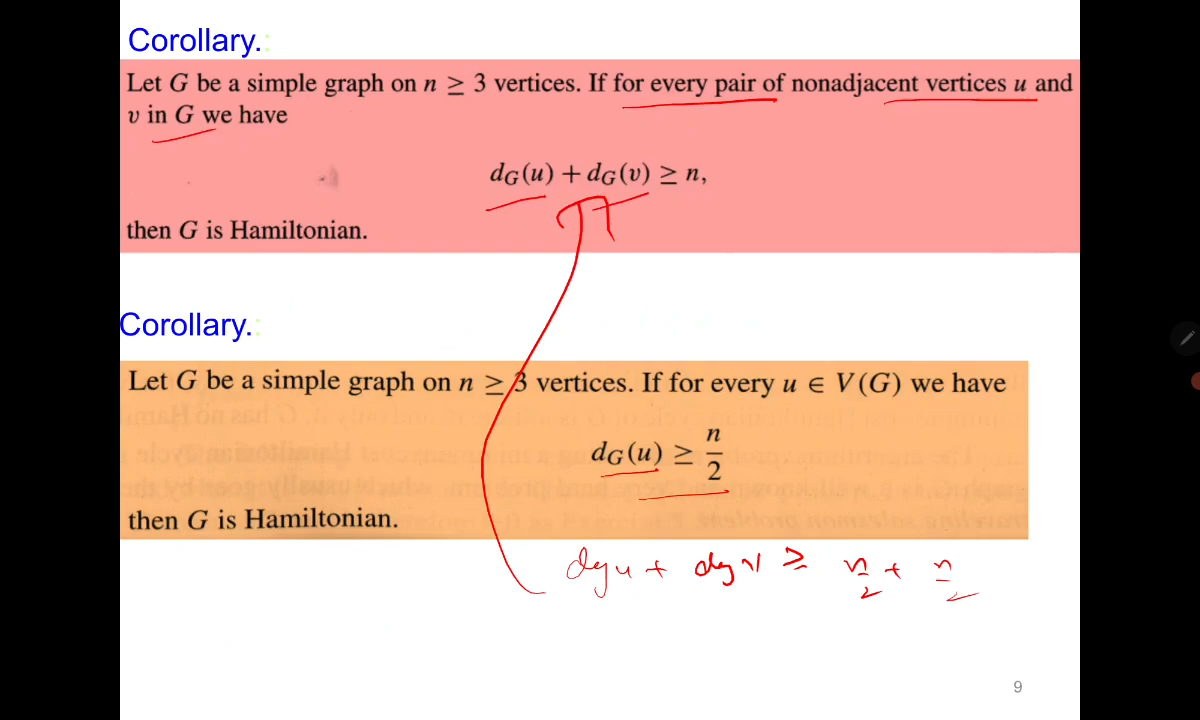 Corollary.:
Let G be a simple graph on n ≥ 3 vertices. If for every pair of nonadjacent vertices u and
v in G we have
d_G(u) + d_G(v) ≥ n,
then G is Hamiltonian.
Corollary.:
Let G be a simple graph on n ≥ 3 vertices. If for every u ∈ V(G) we have
d_G(u) ≥ n/2
then G is Hamiltonian.
deg u + deg v ≥ n/2 + n/2
9